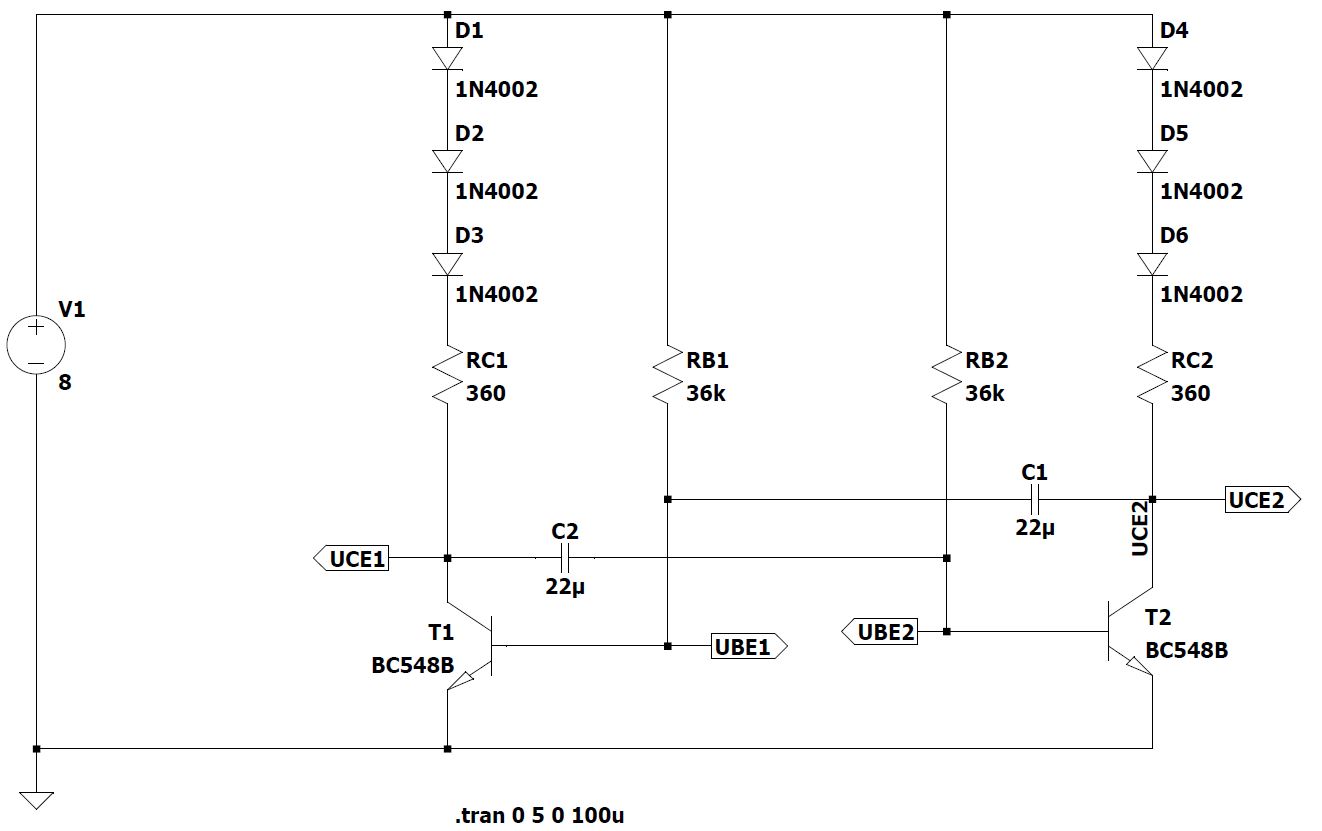 D1
1N4002
D2
1N4002
D3
1N4002
D4
1N4002
D5
1N4002
D6
1N4002
V1
+
−
8
RC1
360
RB1
36k
RB2
36k
RC2
360
C1
22µ
UCE2
UCE2
C2
22µ
UCE1
T1
BC548B
UBE1
UBE2
T2
BC548B
.tran 0 5 0 100u